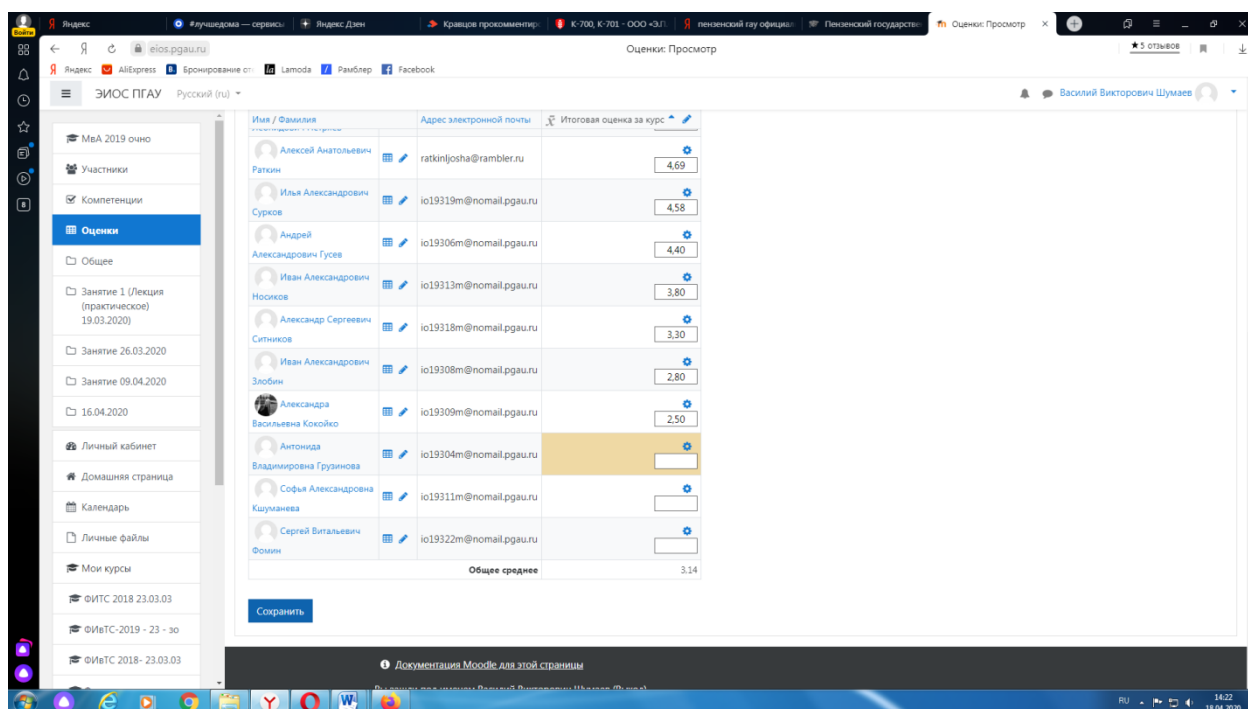 Войти
Яндекс
#лучшедома — сервисы
Яндекс Дзен
Кравцов прокомментир
К-700, К-701 - ООО «З.П.
пензенский гау официал
Пензенский государстве
Оценки: Просмотр
eios.pgau.ru
Оценки: Просмотр
★ 5 отзывов
Яндекс
AliExpress
Бронирование от
Lamoda
Рамблер
Facebook
ЭИОС ПГАУ
Русский (ru)
Василий Викторович Шумаев
МвА 2019 очно
Участники
Компетенции
Оценки
Общее
Занятие 1 (Лекция
(практическое)
19.03.2020)
Занятие 26.03.2020
Занятие 09.04.2020
16.04.2020
Личный кабинет
Домашняя страница
Календарь
Личные файлы
Мои курсы
ФИТС 2018 23.03.03
ФИвТС-2019 - 23 - зо
ФИвТС 2018- 23.03.03
Имя / Фамилия
Адрес электронной почты
Итоговая оценка за курс
Алексей Анатольевич
Раткин
ratkinljosha@rambler.ru
4,69
Илья Александрович
Сурков
io19319m@nomail.pgau.ru
4,58
Андрей
Александрович Гусев
io19306m@nomail.pgau.ru
4,40
Иван Александрович
Носиков
io19313m@nomail.pgau.ru
3,80
Александр Сергеевич
Ситников
io19318m@nomail.pgau.ru
3,30
Иван Александрович
Злобин
io19308m@nomail.pgau.ru
2,80
Александра
Васильевна Кокойко
io19309m@nomail.pgau.ru
2,50
Антонида
Владимировна Грузинова
io19304m@nomail.pgau.ru
Софья Александровна
Кшуманева
io19311m@nomail.pgau.ru
Сергей Витальевич
Фомин
io19322m@nomail.pgau.ru
Общее среднее
3,14
Сохранить
Документация Moodle для этой страницы
RU
14:22
18.04.2020